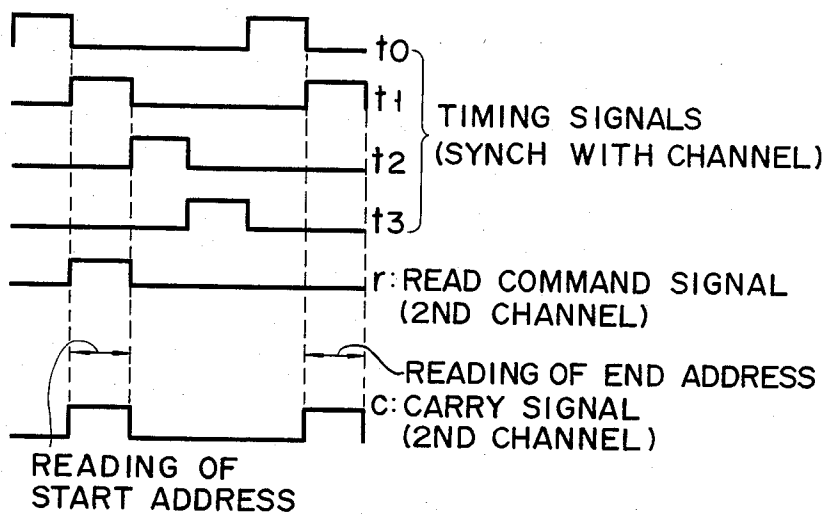 t0
t1
TIMING SIGNALS
(SYNCH WITH CHANNEL)
t2
t3
r: READ COMMAND SIGNAL
(2ND CHANNEL)
READING OF END ADDRESS
C: CARRY SIGNAL
(2ND CHANNEL)
READING OF
START ADDRESS